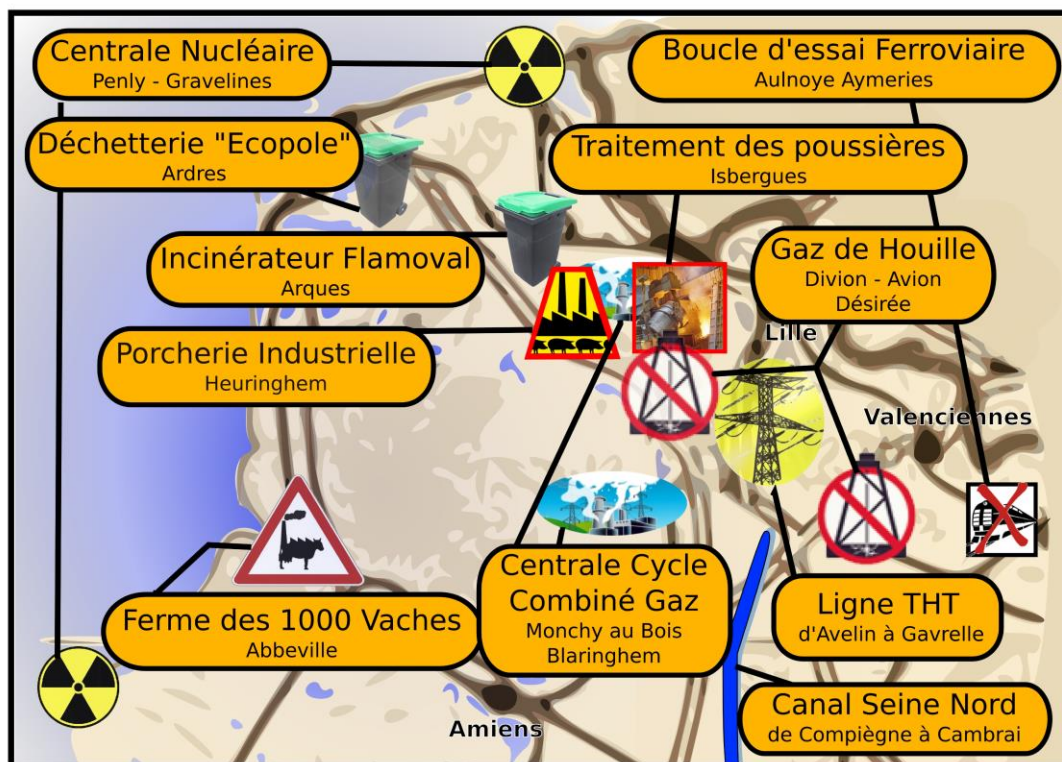 Centrale Nucléaire
Penly - Gravelines
Boucle d'essai Ferroviaire
Aulnoye Aymeries
Déchetterie "Ecopole"
Ardres
Traitement des poussières
Isbergues
Incinérateur Flamoval
Arques
Gaz de Houille
Divion - Avion
Désirée
Lille
Porcherie Industrielle
Heuringhem
Valenciennes
Centrale Cycle
Combiné Gaz
Monchy au Bois
Blaringhem
Ferme des 1000 Vaches
Abbeville
Ligne THT
d'Avelin à Gavrelle
Canal Seine Nord
de Compiègne à Cambrai
Amiens